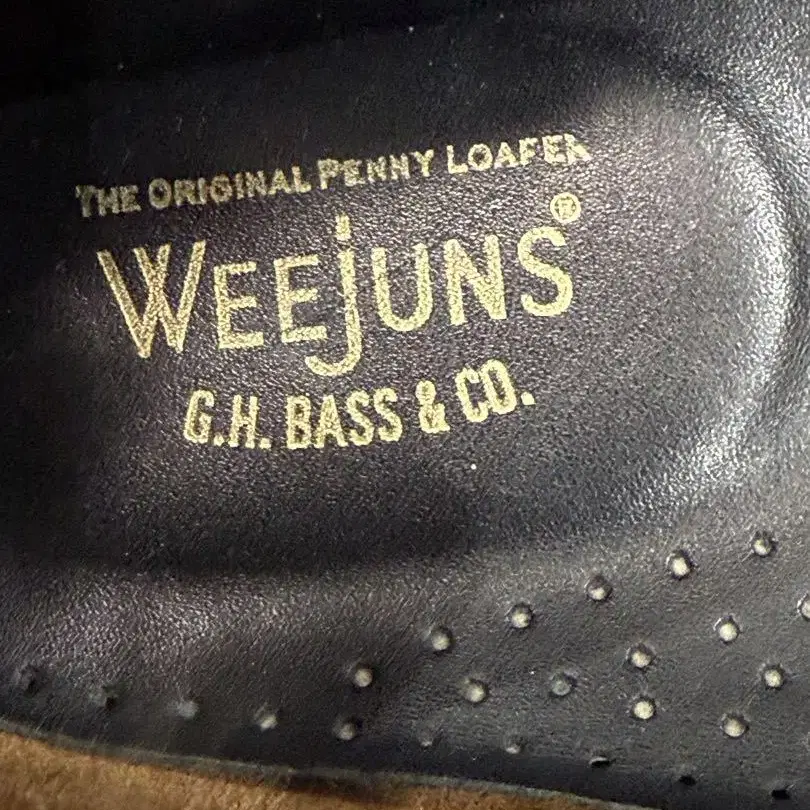 THE ORIGINAL PENNY LOAFER
WEEjUNS®
G.H. BASS & CO.